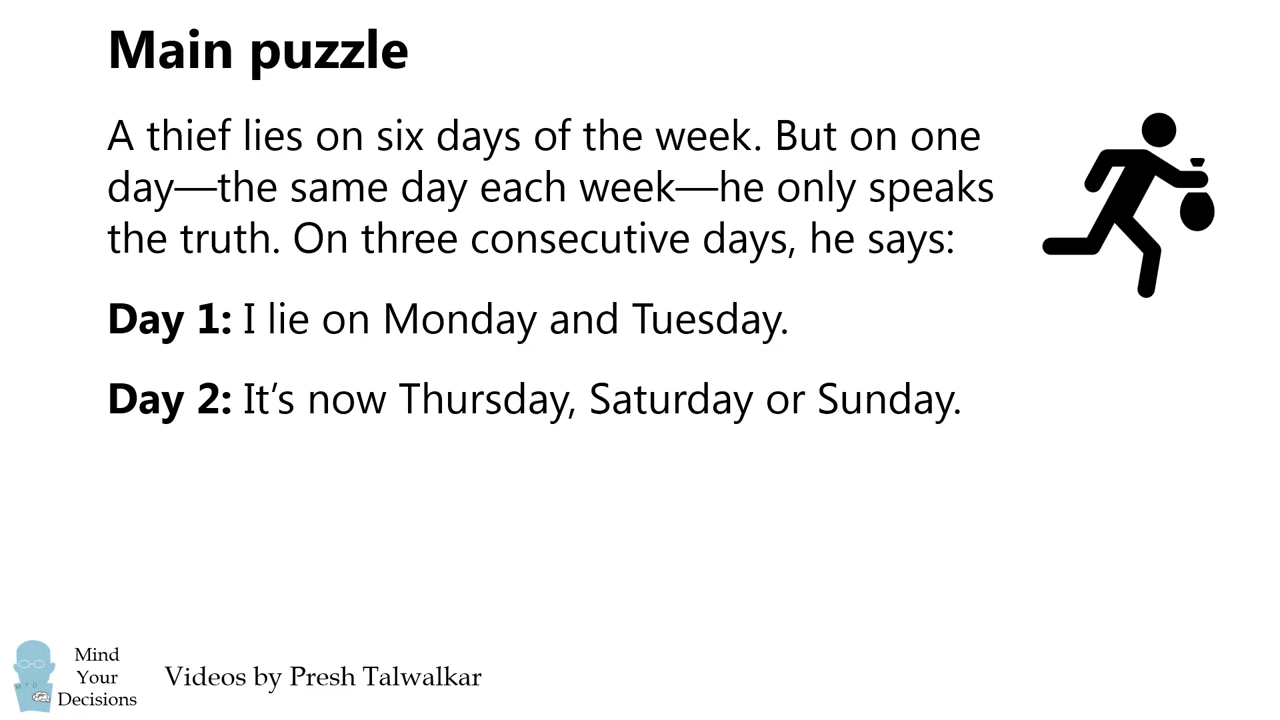 Main puzzle
A thief lies on six days of the week. But on one
day—the same day each week—he only speaks
the truth. On three consecutive days, he says:
Day 1: I lie on Monday and Tuesday.
Day 2: It’s now Thursday, Saturday or Sunday.
Mind
Your
Decisions
Videos by Presh Talwalkar